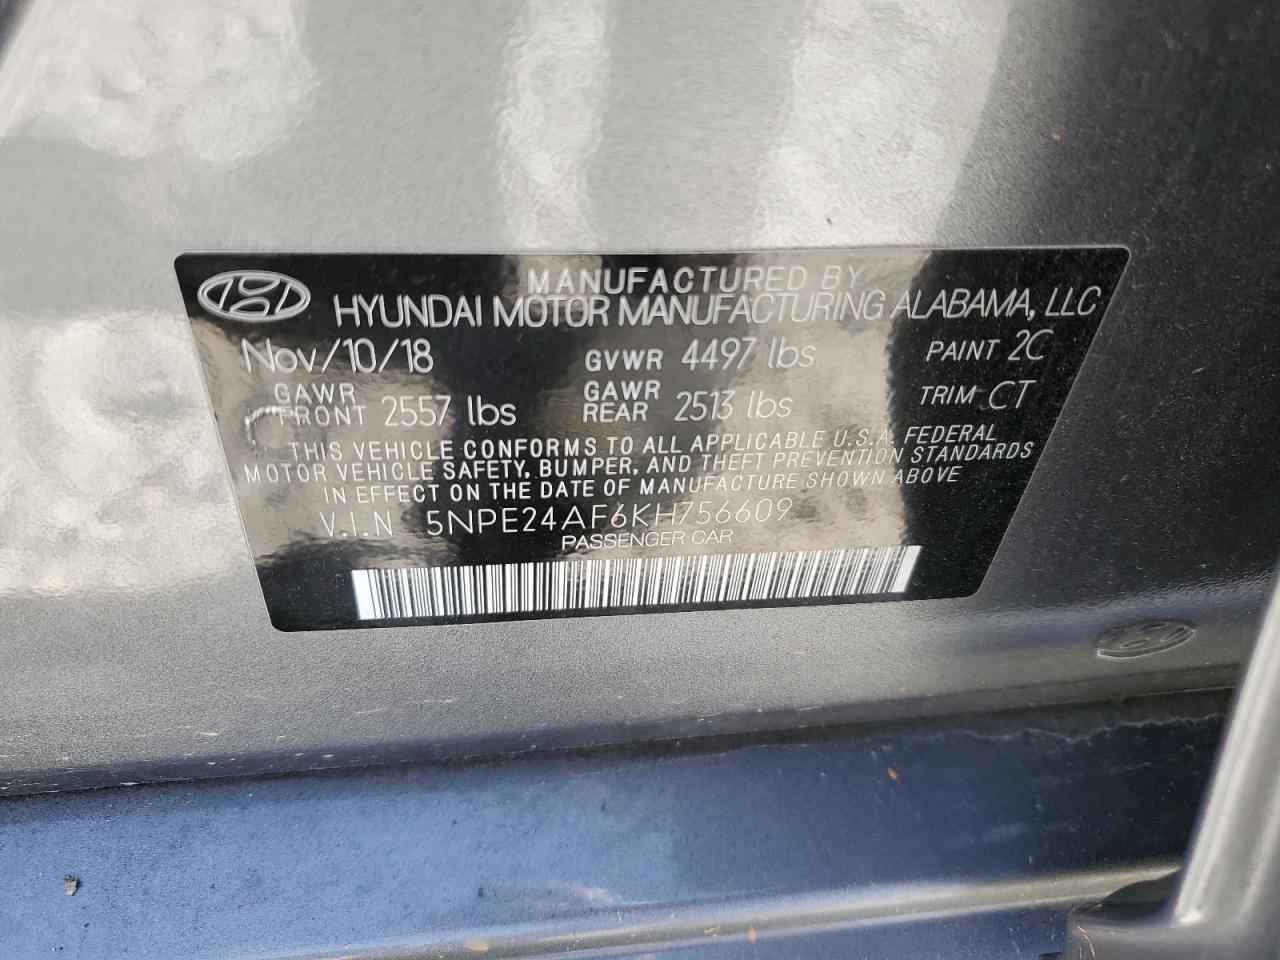 MANUFACTURED BY
HYUNDAI MOTOR MANUFACTURING ALABAMA, LLC
Nov/10/18 GVWR 4497 lbs PAINT 2C
GAWR FRONT 2557 lbs GAWR REAR 2513 lbs TRIM CT
THIS VEHICLE CONFORMS TO ALL APPLICABLE U.S.A. FEDERAL
MOTOR VEHICLE SAFETY, BUMPER, AND THEFT PREVENTION STANDARDS
IN EFFECT ON THE DATE OF MANUFACTURE SHOWN ABOVE
V.I.N 5NPE24AF6KH756609
PASSENGER CAR